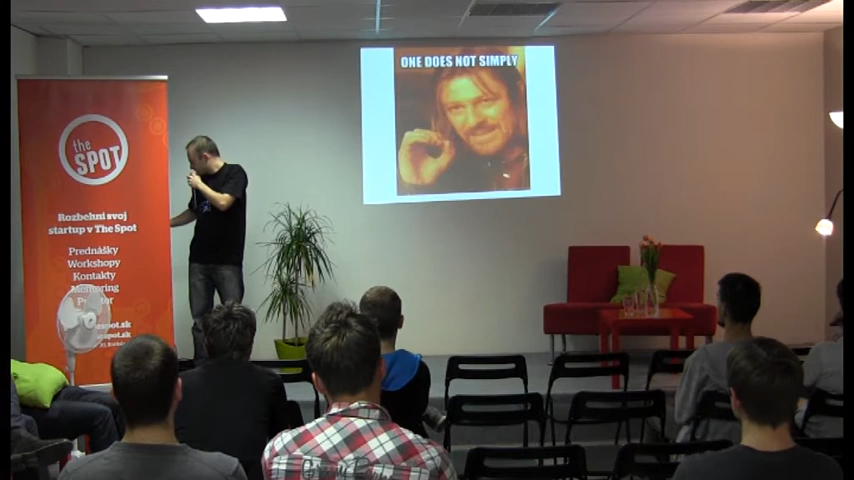 the
SPOT
Rozbehni svoj
startup v The Spot
Prednášky
Workshopy
Kontakty
ONE DOES NOT SIMPLY